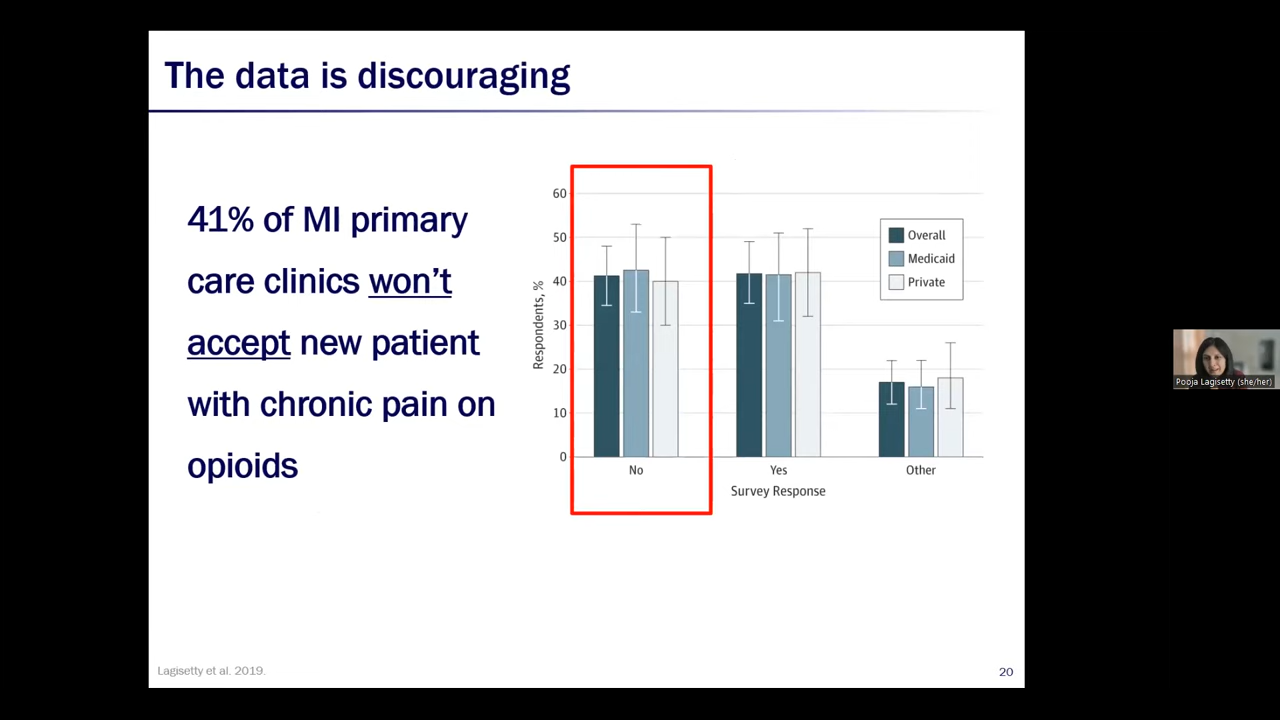 The data is discouraging
41% of MI primary
care clinics won't
accept new patient
with chronic pain on
opioids
60
50
40
30
20
10
0
Respondents, %
Overall
Medicaid
Private
No
Yes
Other
Survey Response
Pooja Lagisetty (she/her)
Lagisetty et al. 2019.
20